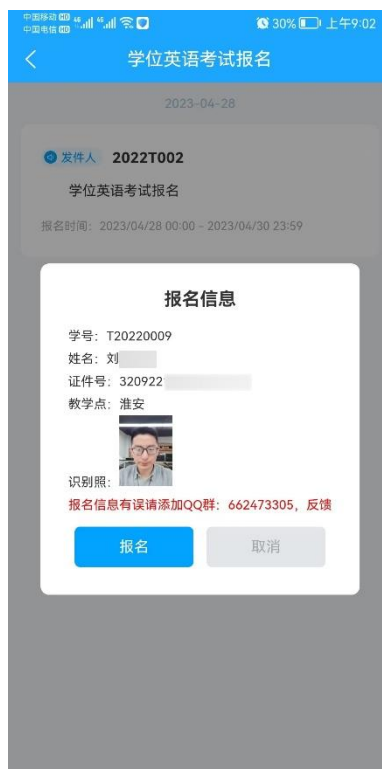 中国移动 HD 4G 4G 30% 上午9:02
中国电信 HD
学位英语考试报名
2023-04-28
发件人 2022T002
学位英语考试报名
报名时间：2023/04/28 00:00 - 2023/04/30 23:59
报名信息
学号：T20220009
姓名：刘
证件号：320922
教学点：淮安
识别照：
报名信息有误请添加QQ群：662473305，反馈
报名 取消